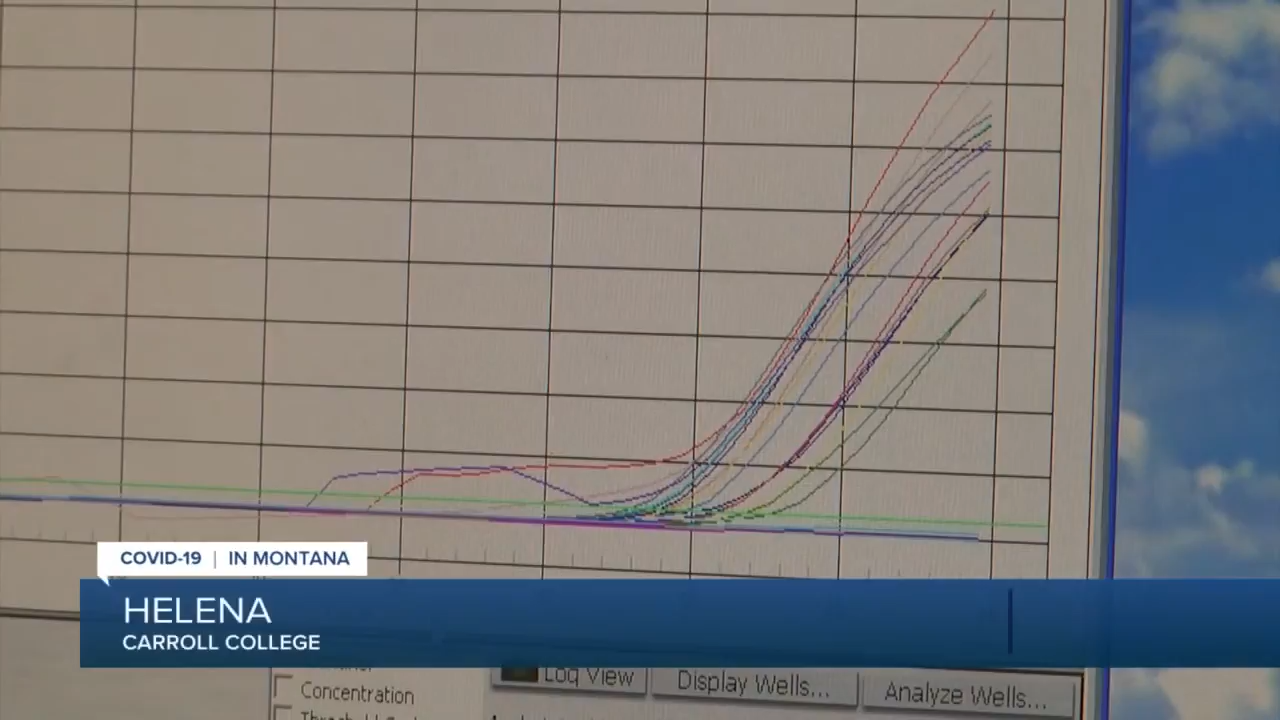 COVID-19 | IN MONTANA
HELENA
CARROLL COLLEGE
Log View
Display Wells...
Analyze Wells...
Concentration